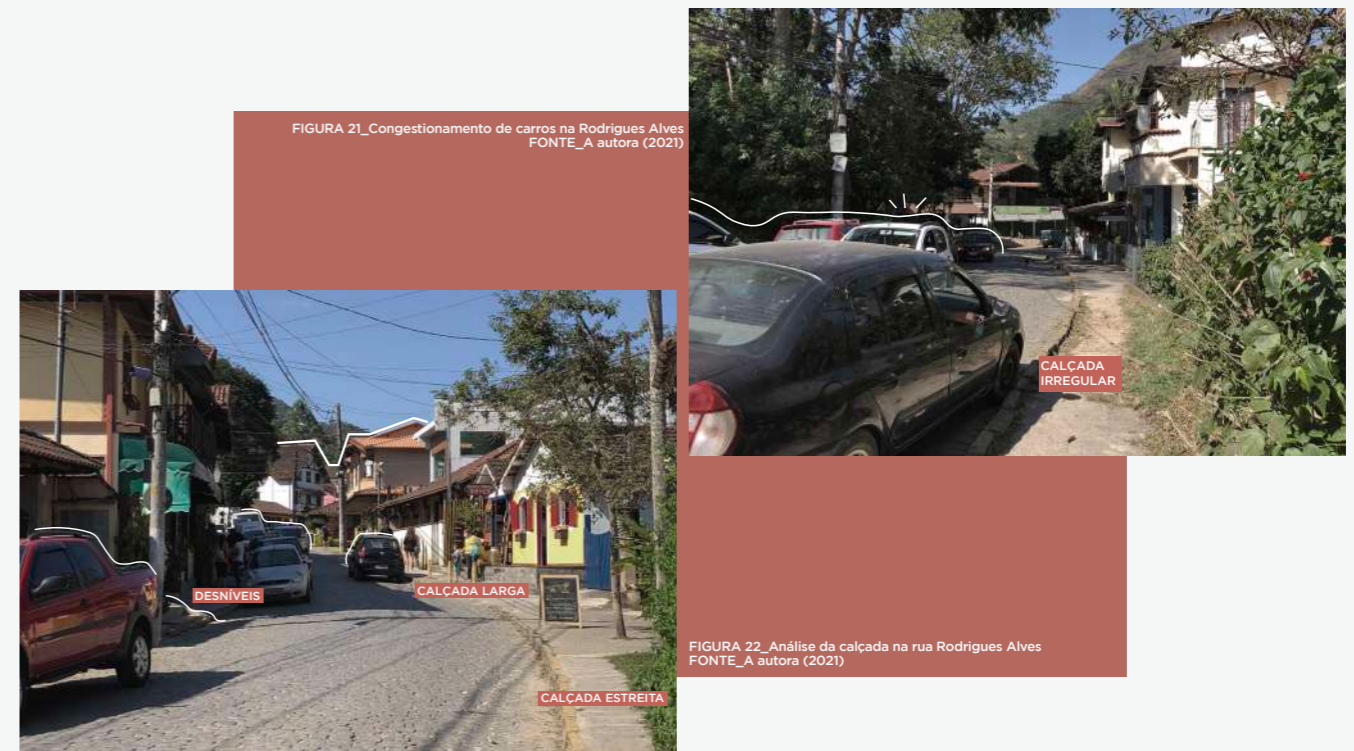 FIGURA 21_Congestionamento de carros na Rodrigues Alves
FONTE_A autora (2021)
CALÇADA
IRREGULAR
DESNÍVEIS
CALÇADA LARGA
CALÇADA ESTREITA
FIGURA 22_Análise da calçada na rua Rodrigues Alves
FONTE_A autora (2021)